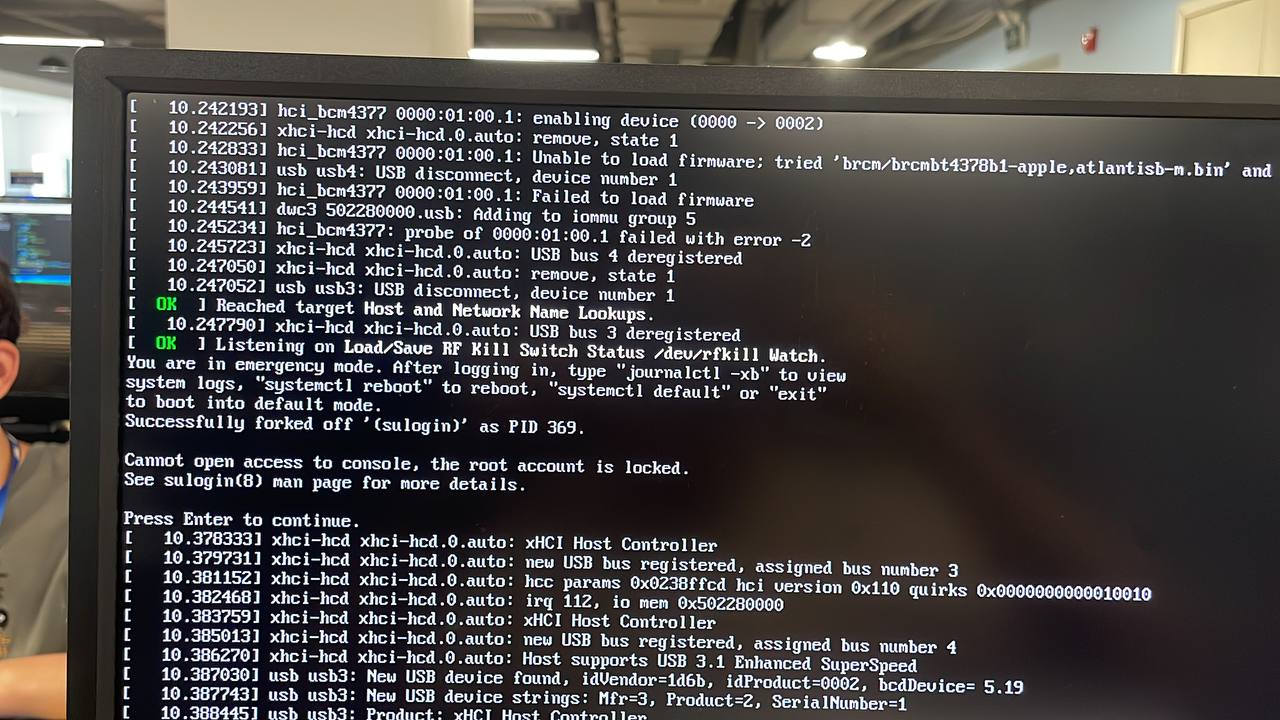 [   10.242193] hci_bcm4377 0000:01:00.1: enabling device (0000 -> 0002)
[   10.242256] xhci-hcd xhci-hcd.0.auto: remove, state 1
[   10.242833] hci_bcm4377 0000:01:00.1: Unable to load firmware; tried 'brcm/brcmbt4378b1-apple,atlantisb-m.bin' and
[   10.243081] usb usb4: USB disconnect, device number 1
[   10.243959] hci_bcm4377 0000:01:00.1: Failed to load firmware
[   10.244541] dwc3 502280000.usb: Adding to iommu group 5
[   10.245234] hci_bcm4377: probe of 0000:01:00.1 failed with error -2
[   10.245723] xhci-hcd xhci-hcd.0.auto: USB bus 4 deregistered
[   10.247050] xhci-hcd xhci-hcd.0.auto: remove, state 1
[   10.247052] usb usb3: USB disconnect, device number 1
[  OK  ] Reached target Host and Network Name Lookups.
[   10.247790] xhci-hcd xhci-hcd.0.auto: USB bus 3 deregistered
[  OK  ] Listening on Load/Save RF Kill Switch Status /dev/rfkill Watch.
You are in emergency mode. After logging in, type "journalctl -xb" to view
system logs, "systemctl reboot" to reboot, "systemctl default" or "exit"
to boot into default mode.
Successfully forked off '(sulogin)' as PID 369.
Cannot open access to console, the root account is locked.
See sulogin(8) man page for more details.
Press Enter to continue.
[   10.378333] xhci-hcd xhci-hcd.0.auto: xHCI Host Controller
[   10.379731] xhci-hcd xhci-hcd.0.auto: new USB bus registered, assigned bus number 3
[   10.381152] xhci-hcd xhci-hcd.0.auto: hcc params 0x0238ffcd hci version 0x110 quirks 0x0000000000010010
[   10.382468] xhci-hcd xhci-hcd.0.auto: irq 112, io mem 0x502280000
[   10.383759] xhci-hcd xhci-hcd.0.auto: xHCI Host Controller
[   10.385013] xhci-hcd xhci-hcd.0.auto: new USB bus registered, assigned bus number 4
[   10.386270] xhci-hcd xhci-hcd.0.auto: Host supports USB 3.1 Enhanced SuperSpeed
[   10.387030] usb usb3: New USB device found, idVendor=1d6b, idProduct=0002, bcdDevice= 5.19
[   10.387743] usb usb3: New USB device strings: Mfr=3, Product=2, SerialNumber=1
[   10.388445] usb usb3: Product: xHCI Host Controller